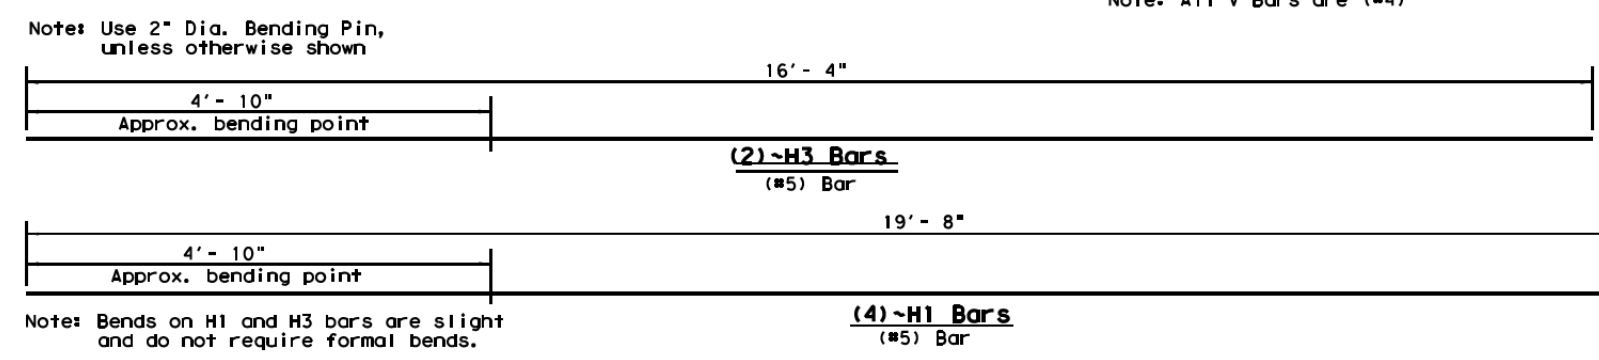 Note: All V Bars are (#4)
Note: Use 2" Dia. Bending Pin,
unless otherwise shown
16'- 4"
4'- 10"
Approx. bending point
(2)~H3 Bars
(#5) Bar
19'- 8"
4'- 10"
Approx. bending point
(4)~H1 Bars
(#5) Bar
Note: Bends on H1 and H3 bars are slight
and do not require formal bends.